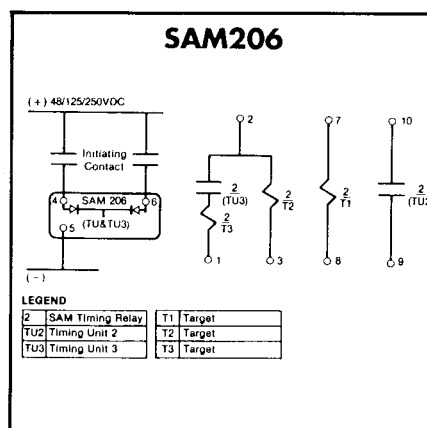 SAM206
(+) 48/125/250VDC
Initiating
Contact
4 SAM 206 6
(TU&TU3)
5
(−)
2
2
(TU3)
2
T3
2
T2
1
3
7
2
T1
8
10
2
(TU2
9
LEGEND
2 SAM Timing Relay T1 Target
TU2 Timing Unit 2 T2 Target
TU3 Timing Unit 3 T3 Target